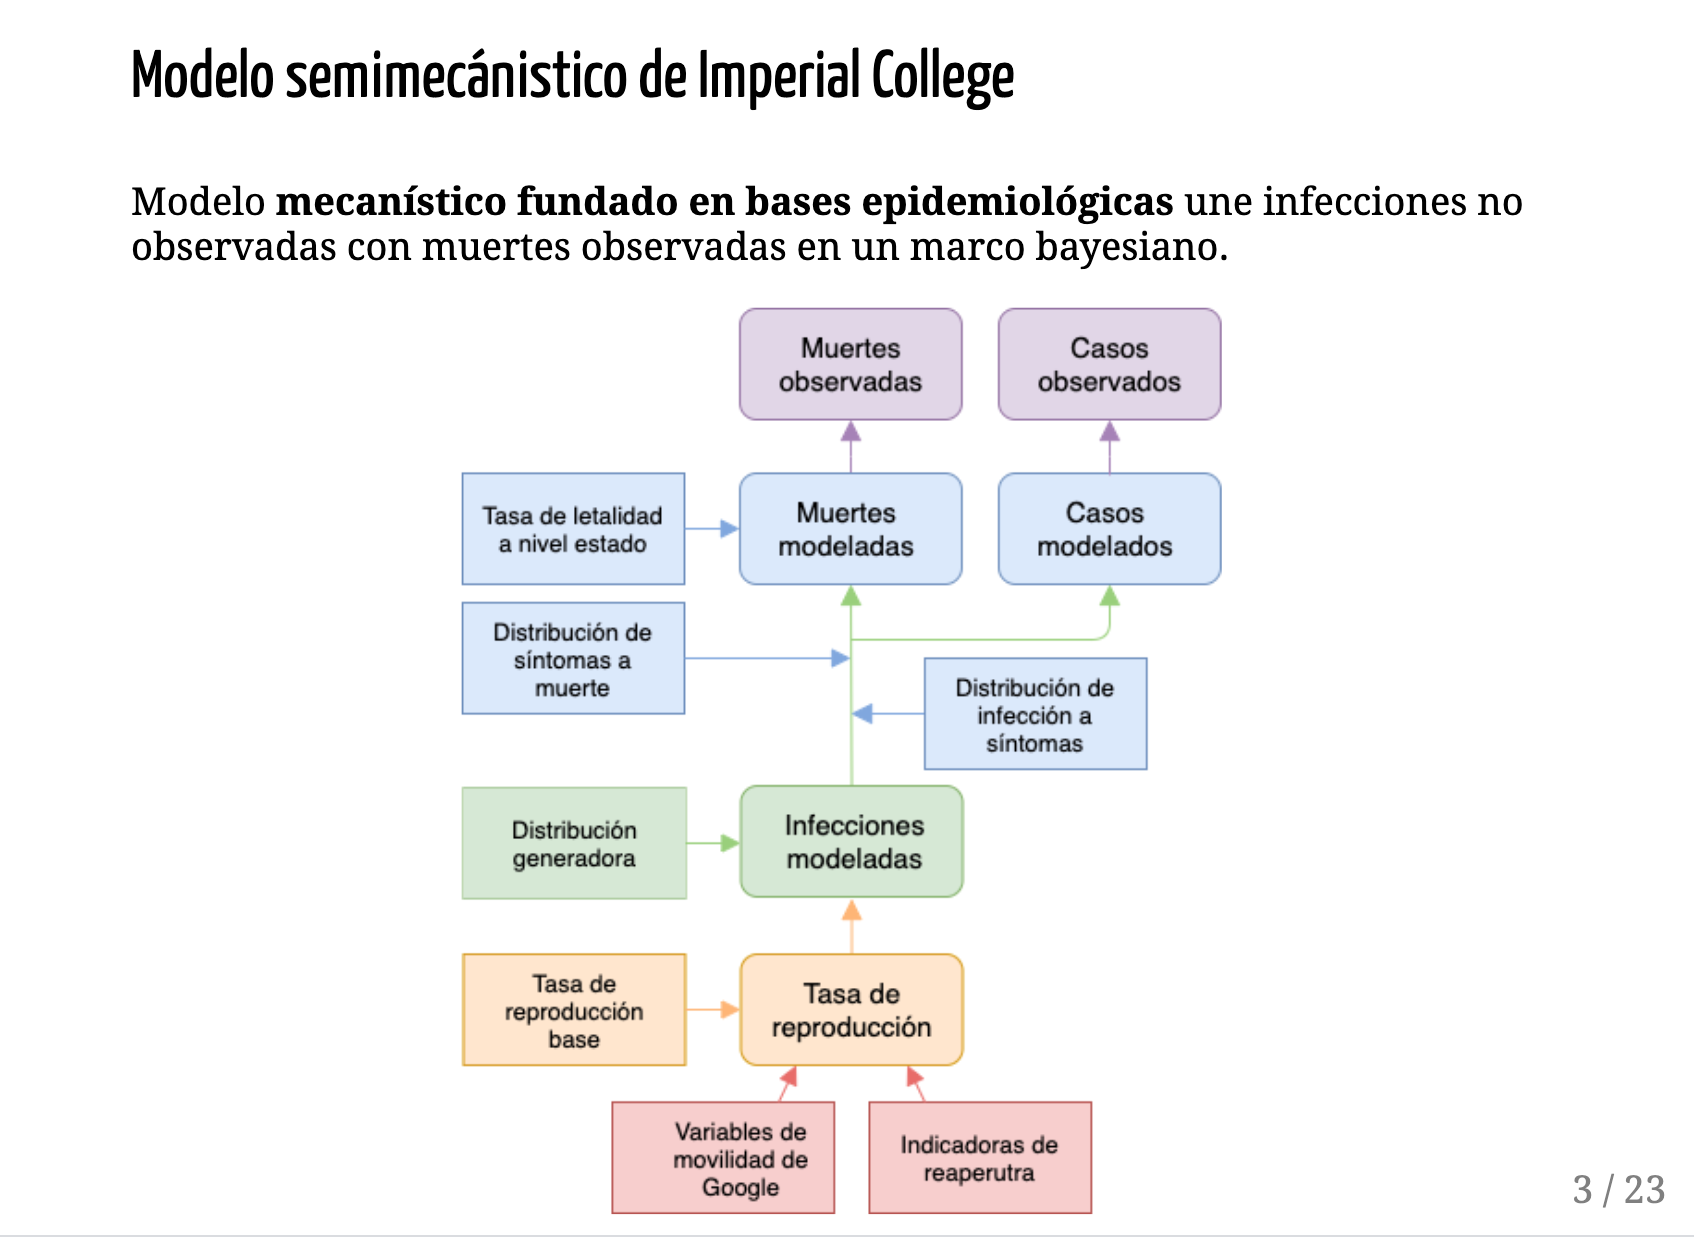 Modelo semimecánistico de Imperial College
Modelo mecanístico fundado en bases epidemiológicas une infecciones no
observadas con muertes observadas en un marco bayesiano.
Muertes
observadas
Casos
observados
Tasa de letalidad
a nivel estado
Muertes
modeladas
Casos
modelados
Distribución de
síntomas a
muerte
Distribución de
infección a
síntomas
Distribución
generadora
Infecciones
modeladas
Tasa de
reproducción
base
Tasa de
reproducción
Variables de
movilidad de
Google
Indicadoras de
reaperutra
3 / 23